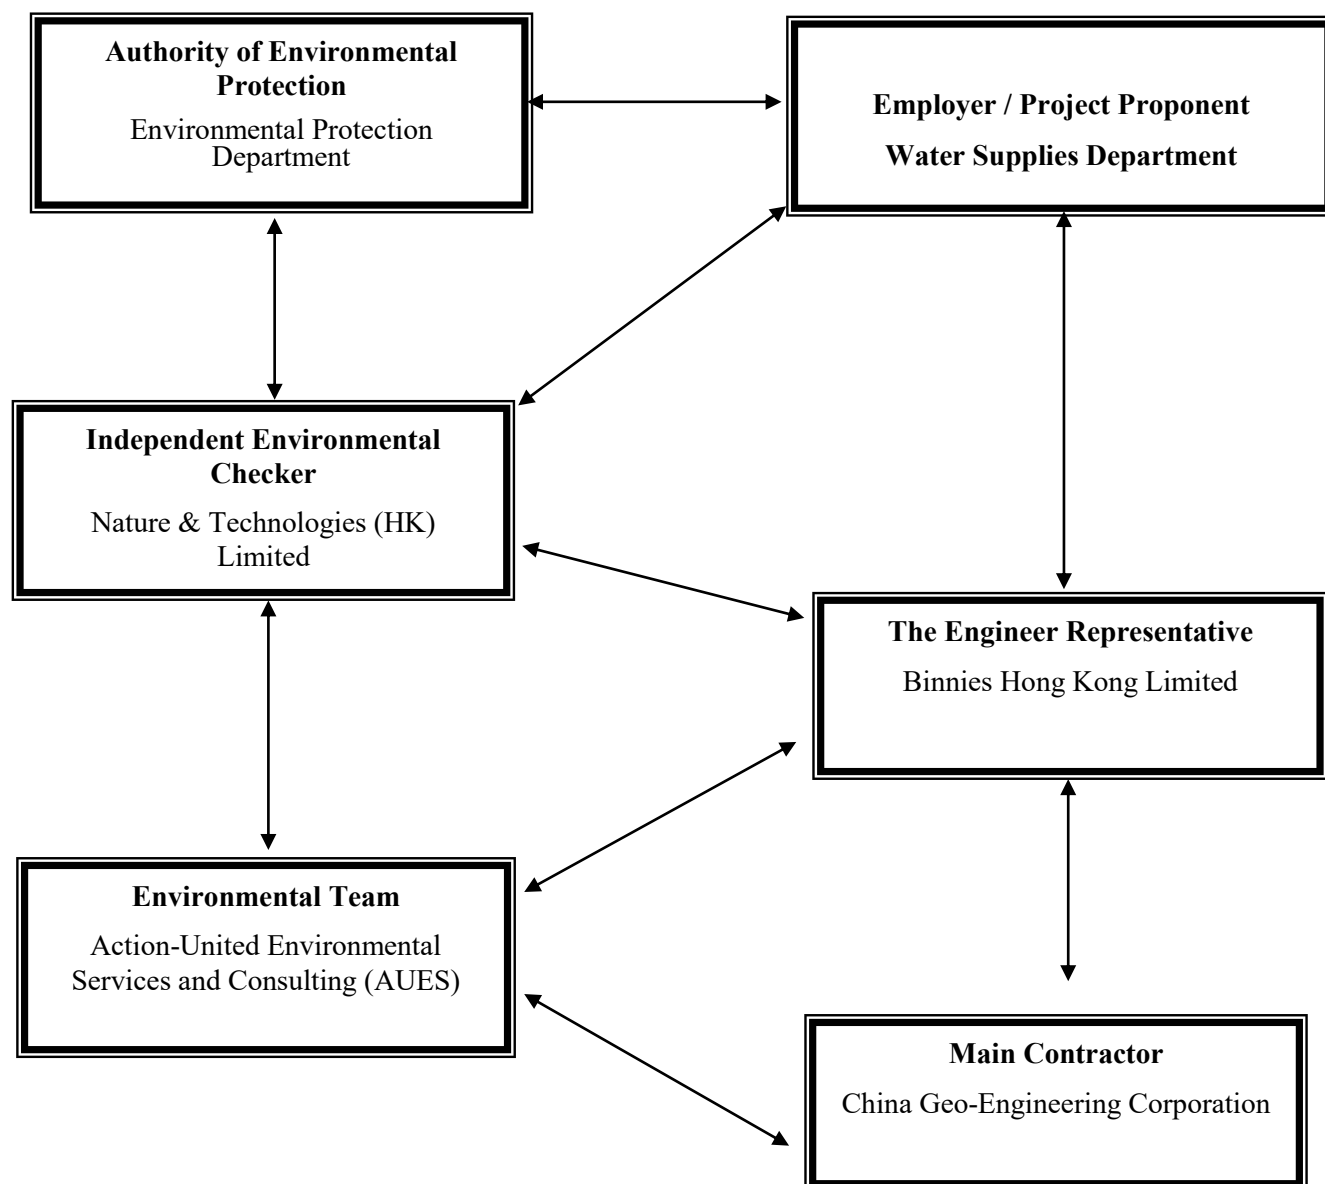 Authority of Environmental
Protection
Environmental Protection
Department
Employer / Project Proponent
Water Supplies Department
Independent Environmental
Checker
Nature & Technologies (HK)
Limited
The Engineer Representative
Binnies Hong Kong Limited
Environmental Team
Action-United Environmental
Services and Consulting (AUES)
Main Contractor
China Geo-Engineering Corporation